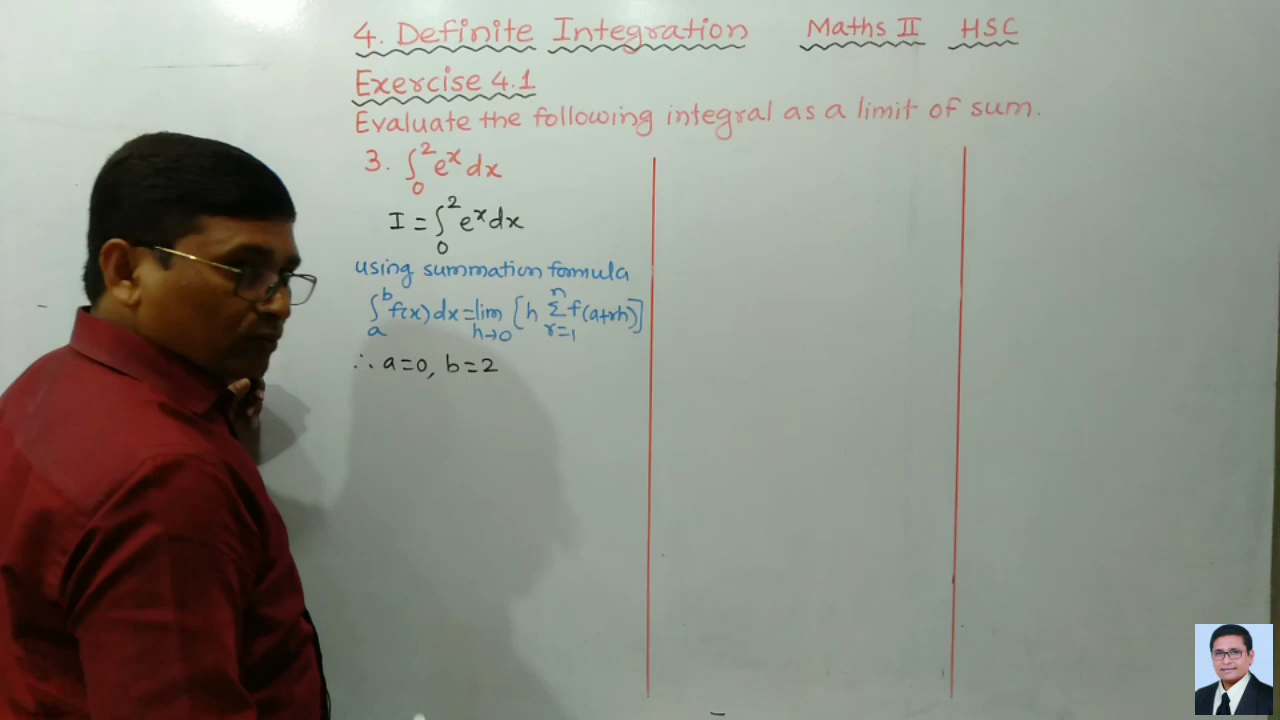 4. Definite Integration Maths II HSC
Exercise 4.1
Evaluate the following integral as a limit of sum.
3. ∫₀² eˣ dx
I = ∫₀² eˣ dx
using summation formula
∫ₐᵇ f(x) dx = lim h→0 [h Σ r=1 n f(a+rh)]
∴ a=0, b=2